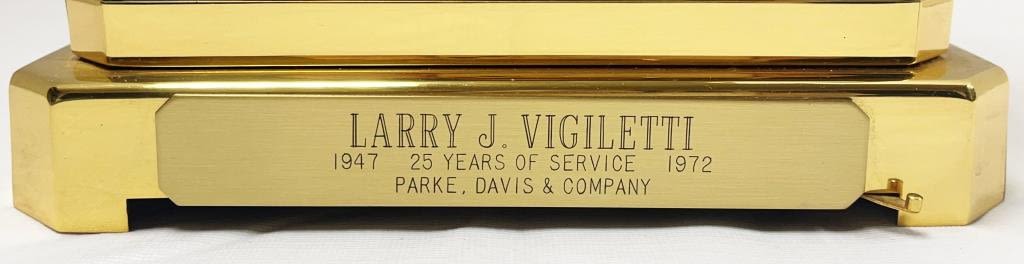 LARRY J. VIGILETTI
1947 25 YEARS OF SERVICE 1972
PARKE, DAVIS & COMPANY